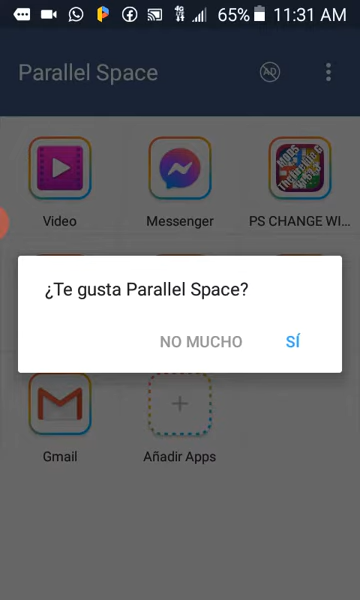 65% 11:31 AM
Parallel Space
AD
Video
Messenger
PS CHANGE WI...
¿Te gusta Parallel Space?
NO MUCHO
SÍ
Gmail
Añadir Apps